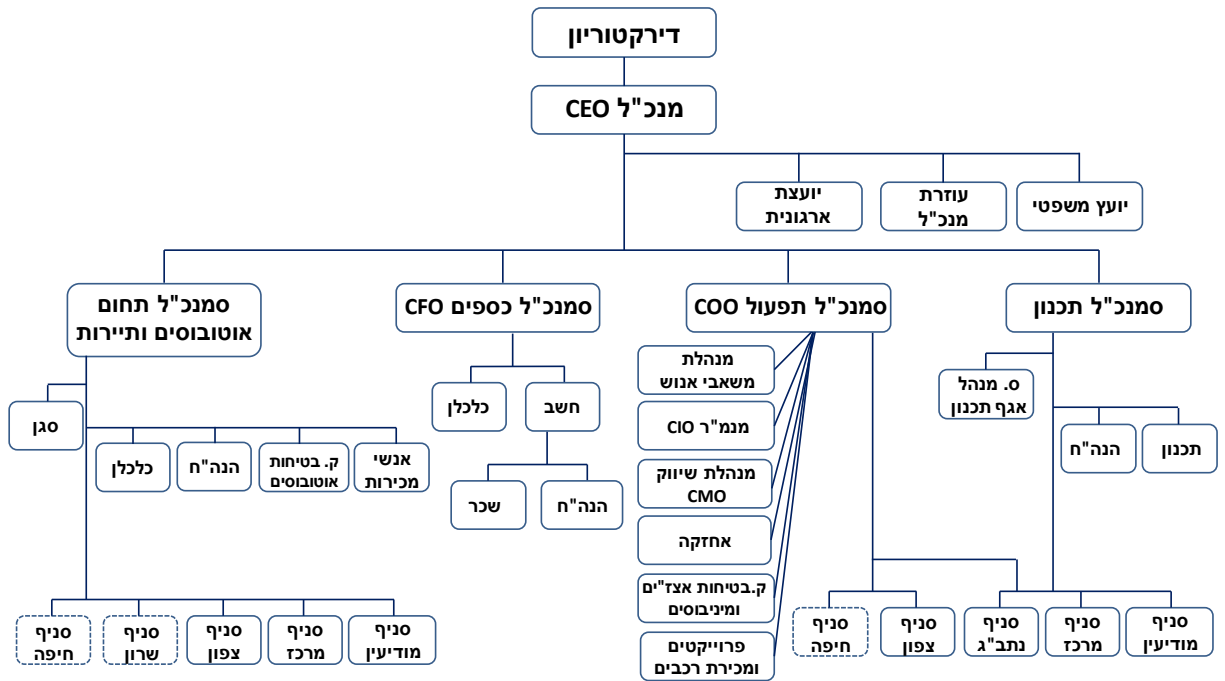 דירקטוריון
מנכ"ל CEO
יועץ משפטי
עוזרת
מנכ"ל
יועצת
ארגונית
סמנכ"ל תכנון
סמנכ"ל תפעול COO
סמנכ"ל כספים CFO
סמנכ"ל תחום
אוטובוסים ותיירות
ס. מנהל
אגף תכנון
תכנון
הנה"ח
מנהלת
משאבי אנוש
מנמ"ר CIO
מנהלת שיווק
CMO
אחזקה
ק.בטיחות אצז"ים
ומיניבוסים
פרוייקטים
ומכירת רכבים
חשב
כלכלן
הנה"ח
שכר
סגן
אנשי
מכירות
ק. בטיחות
אוטובוסים
הנה"ח
כלכלן
סניף
מודיעין
סניף
מרכז
סניף
נתב"ג
סניף
צפון
סניף
חיפה
סניף
מודיעין
סניף
מרכז
סניף
צפון
סניף
שרון
סניף
חיפה